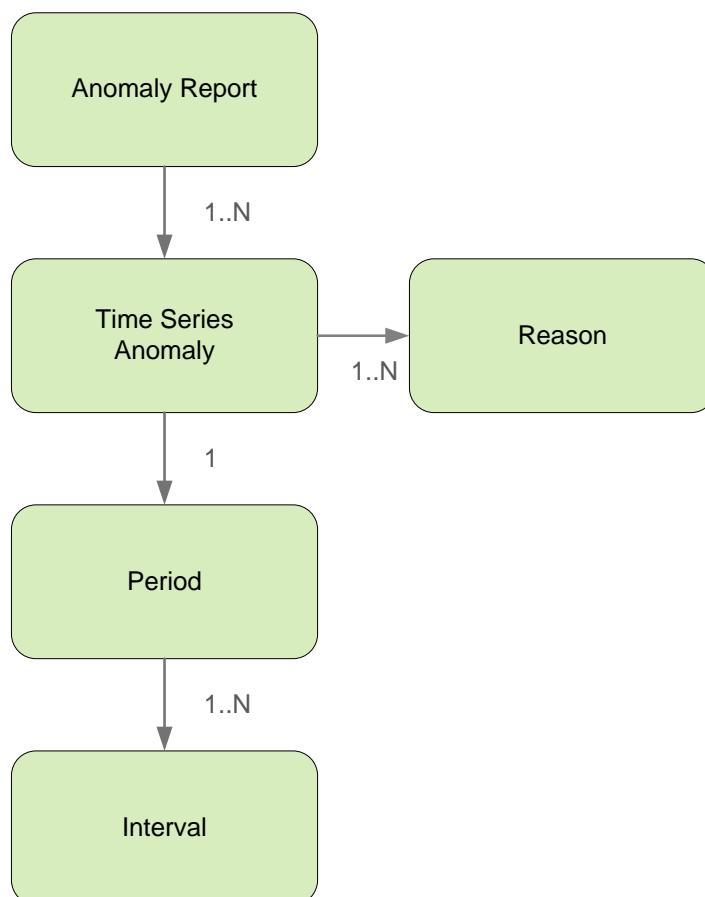 Anomaly Report
1..N
Time Series
Anomaly
1..N
Reason
1
Period
1..N
Interval